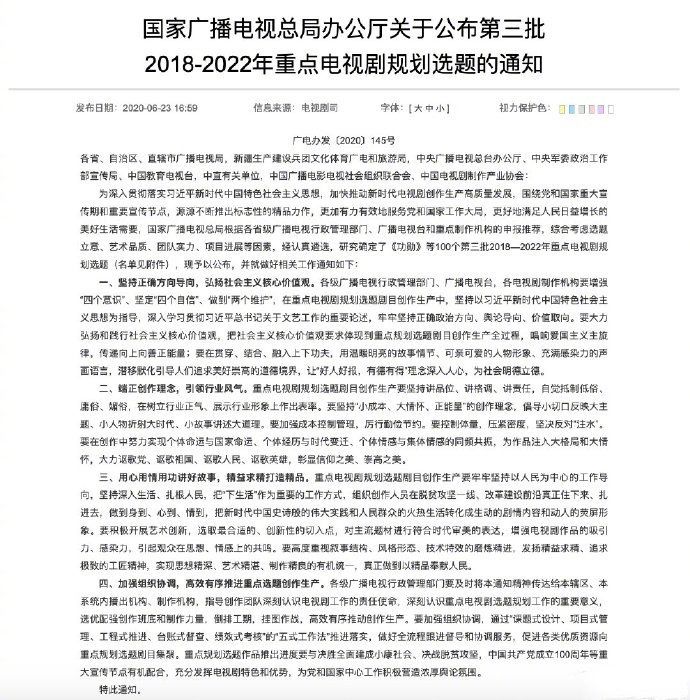 国家广播电视总局办公厅关于公布第三批
2018-2022年重点电视剧规划选题的通知
发布日期：2020-06-23 16:59 信息来源：电视剧司 字体：[ 大 中 小 ] 视力保护色：
广电办发〔2020〕145号
各省、自治区、直辖市广播电视局，新疆生产建设兵团文化体育广电和旅游局，中央广播电视总台办公厅、中央军委政治工作
部宣传局、中国教育电视台，中直有关单位，中国广播电影电视社会组织联合会、中国电视剧制作产业协会：
为深入贯彻落实习近平新时代中国特色社会主义思想，加快推动新时代电视剧创作生产高质量发展，围绕党和国家重大宣
传期和重要宣传节点，源源不断推出标志性的精品力作，更加有力有效地服务党和国家工作大局，更好地满足人民日益增长的
美好生活需要，国家广播电视总局根据各省级广播电视行政管理部门、广播电视台和重点制作机构的申报推荐，综合考虑选题
立意、艺术品质、团队实力、项目进展等因素，经认真遴选，研究确定了《功勋》等100个第三批2018—2022年重点电视剧规
划选题（名单见附件），现予以公布，并就做好相关工作通知如下：
一、坚持正确方向导向，弘扬社会主义核心价值观。各级广播电视行政管理部门、广播电视台，各电视剧制作机构要增强
“四个意识”、坚定“四个自信”、做到“两个维护”，在重点电视剧规划选题剧目创作生产中，坚持以习近平新时代中国特色社会主
义思想为指导，深入学习贯彻习近平总书记关于文艺工作的重要论述，牢牢坚持正确政治方向、舆论导向、价值取向。要大力
弘扬和践行社会主义核心价值观，把社会主义核心价值观要求体现到重点规划选题剧目创作生产全过程，唱响爱国主义主旋
律，传递向上向善正能量；要在贯穿、结合、融入上下功夫，用温暖明亮的故事情节、可亲可爱的人物形象、充满感染力的声
画语言，潜移默化引导人们追求美好崇高的道德境界，让“好人好报，有德有得”理念深入人心，为社会明德立德。
二、端正创作理念，引领行业风气。重点电视剧规划选题剧目创作生产要坚持讲品位、讲格调、讲责任，自觉抵制低俗、
庸俗、媚俗，在树立行业正气、展示行业形象上作出表率。要坚持“小成本、大情怀、正能量”的创作理念，倡导小切口反映大主
题、小人物折射大时代、小故事讲述大道理。要加强成本控制管理，厉行勤俭节约。要控制体量，压紧密度，坚决反对“注水”。
要在创作中努力实现个体命运与国家命运、个体经历与时代变迁、个体情感与集体情感的同频共振，为作品注入大格局和大情
怀，大力讴歌党、讴歌祖国、讴歌人民、讴歌英雄，彰显信仰之美、崇高之美。
三、用心用情用功讲好故事，精益求精打造精品。重点电视剧规划选题剧目创作生产要牢牢坚持以人民为中心的工作导
向，坚持深入生活、扎根人民，把“下生活”作为重要的工作方式，组织创作人员在脱贫攻坚一线、改革建设前沿真正住下来、扎
进去，做到身到、心到、情到，把新时代中国史诗般的伟大实践和人民群众的火热生活转化成生动的剧情内容和动人的荧屏形
象。要积极开展艺术创新，选取最合适的、创新性的切入点，对主流题材进行符合时代审美的表达，增强电视剧作品的吸引
力、感染力，引起观众在思想、情感上的共鸣。要高度重视叙事结构、风格形态、技术特效的磨炼精进，发扬精益求精、追求
极致的工匠精神，实现思想精深、艺术精湛、制作精良的有机统一，真正做到以精品奉献人民。
四、加强组织协调，高效有序推进重点选题创作生产。各级广播电视行政管理部门要及时将本通知精神传达给本辖区、本
系统内播出机构、制作机构，指导创作团队深刻认识电视剧工作的责任使命，深刻认识重点电视剧选题规划工作的重要意义，
选优配强创作班底和制作力量，倒排工期，挂图作战，高效有序推动创作生产。要加强组织协调，通过“课题式设计、项目式管
理、工程式推进、台账式督查、绩效式考核”的“五式工作法”推进落实，做好全流程跟进督导和协调服务，促进各类优质资源向
重点规划选题剧目集聚。重点规划选题作品推出进度要与决胜全面建成小康社会、决战脱贫攻坚，中国共产党成立100周年等重
大宣传节点有机配合，充分发挥电视剧特色和优势，为党和国家中心工作积极营造浓厚舆论氛围。
特此通知。